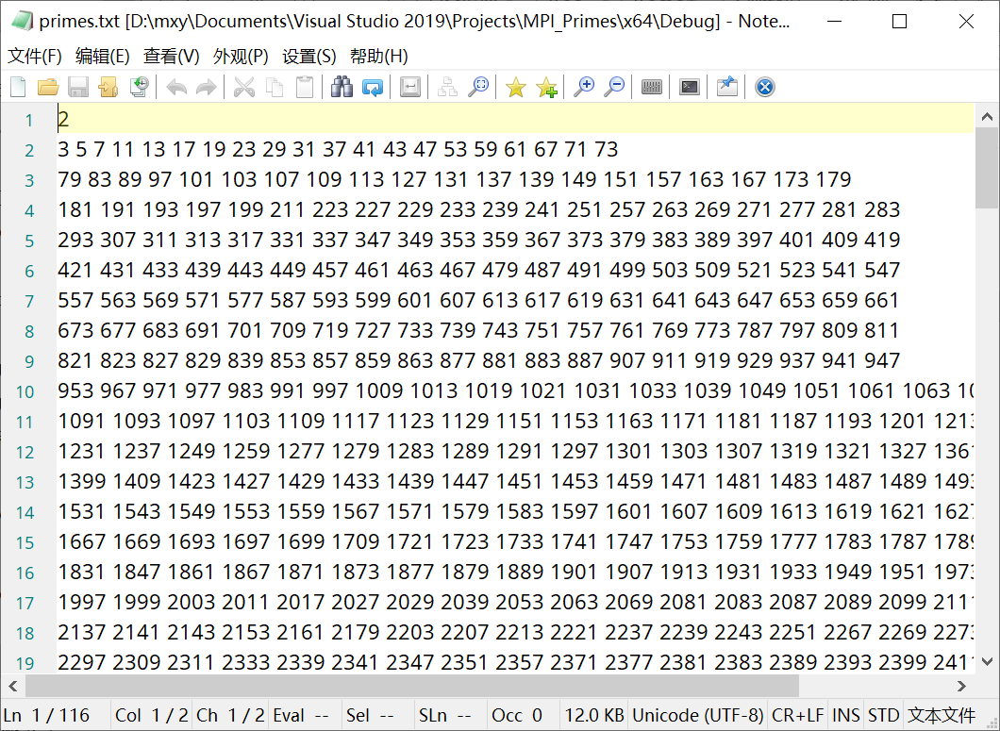 primes.txt [D:\mxy\Documents\Visual Studio 2019\Projects\MPI_Primes\x64\Debug] - Note...
文件(F) 编辑(E) 查看(V) 外观(P) 设置(S) 帮助(H)
1 2
2 3 5 7 11 13 17 19 23 29 31 37 41 43 47 53 59 61 67 71 73
3 79 83 89 97 101 103 107 109 113 127 131 137 139 149 151 157 163 167 173 179
4 181 191 193 197 199 211 223 227 229 233 239 241 251 257 263 269 271 277 281 283
5 293 307 311 313 317 331 337 347 349 353 359 367 373 379 383 389 397 401 409 419
6 421 431 433 439 443 449 457 461 463 467 479 487 491 499 503 509 521 523 541 547
7 557 563 569 571 577 587 593 599 601 607 613 617 619 631 641 643 647 653 659 661
8 673 677 683 691 701 709 719 727 733 739 743 751 757 761 769 773 787 797 809 811
9 821 823 827 829 839 853 857 859 863 877 881 883 887 907 911 919 929 937 941 947
10 953 967 971 977 983 991 997 1009 1013 1019 1021 1031 1033 1039 1049 1051 1061 1063
11 1091 1093 1097 1103 1109 1117 1123 1129 1151 1153 1163 1171 1181 1187 1193 1201 1213
12 1231 1237 1249 1259 1277 1279 1283 1289 1291 1297 1301 1303 1307 1319 1321 1327 1361
13 1399 1409 1423 1427 1429 1433 1439 1447 1451 1453 1459 1471 1481 1483 1487 1489 1493
14 1531 1543 1549 1553 1559 1567 1571 1579 1583 1597 1601 1607 1609 1613 1619 1621 1627
15 1667 1669 1693 1697 1699 1709 1721 1723 1733 1741 1747 1753 1759 1777 1783 1787 1789
16 1831 1847 1861 1867 1871 1873 1877 1879 1889 1901 1907 1913 1931 1933 1949 1951 1973
17 1997 1999 2003 2011 2017 2027 2029 2039 2053 2063 2069 2081 2083 2087 2089 2099 2111
18 2137 2141 2143 2153 2161 2179 2203 2207 2213 2221 2237 2239 2243 2251 2267 2269 2273
19 2297 2309 2311 2333 2339 2341 2347 2351 2357 2371 2377 2381 2383 2389 2393 2399 2411
Ln 1 / 116 Col 1 / 2 Ch 1 / 2 Eval -- Sel -- SLn -- Occ 0 12.0 KB Unicode (UTF-8) CR+LF INS STD 文本文件